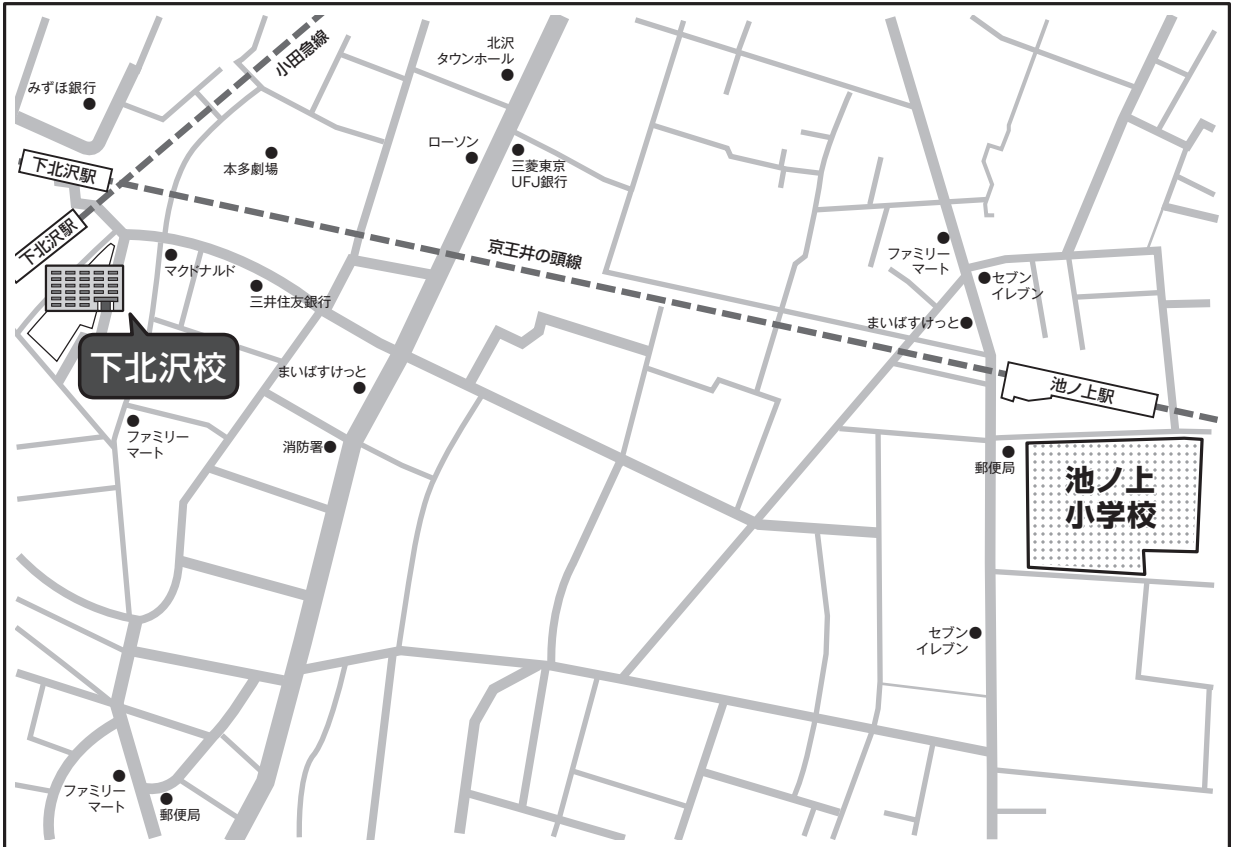 北沢
タウンホール
小田急線
みずほ銀行
ローソン
三菱東京
UFJ銀行
本多劇場
下北沢駅
下北沢駅
京王井の頭線
マクドナルド
三井住友銀行
ファミリー
マート
セブン
イレブン
まいばすけっと
下北沢校
まいばすけっと
池ノ上駅
ファミリー
マート
消防署
郵便局
池ノ上
小学校
セブン
イレブン
ファミリー
マート
郵便局